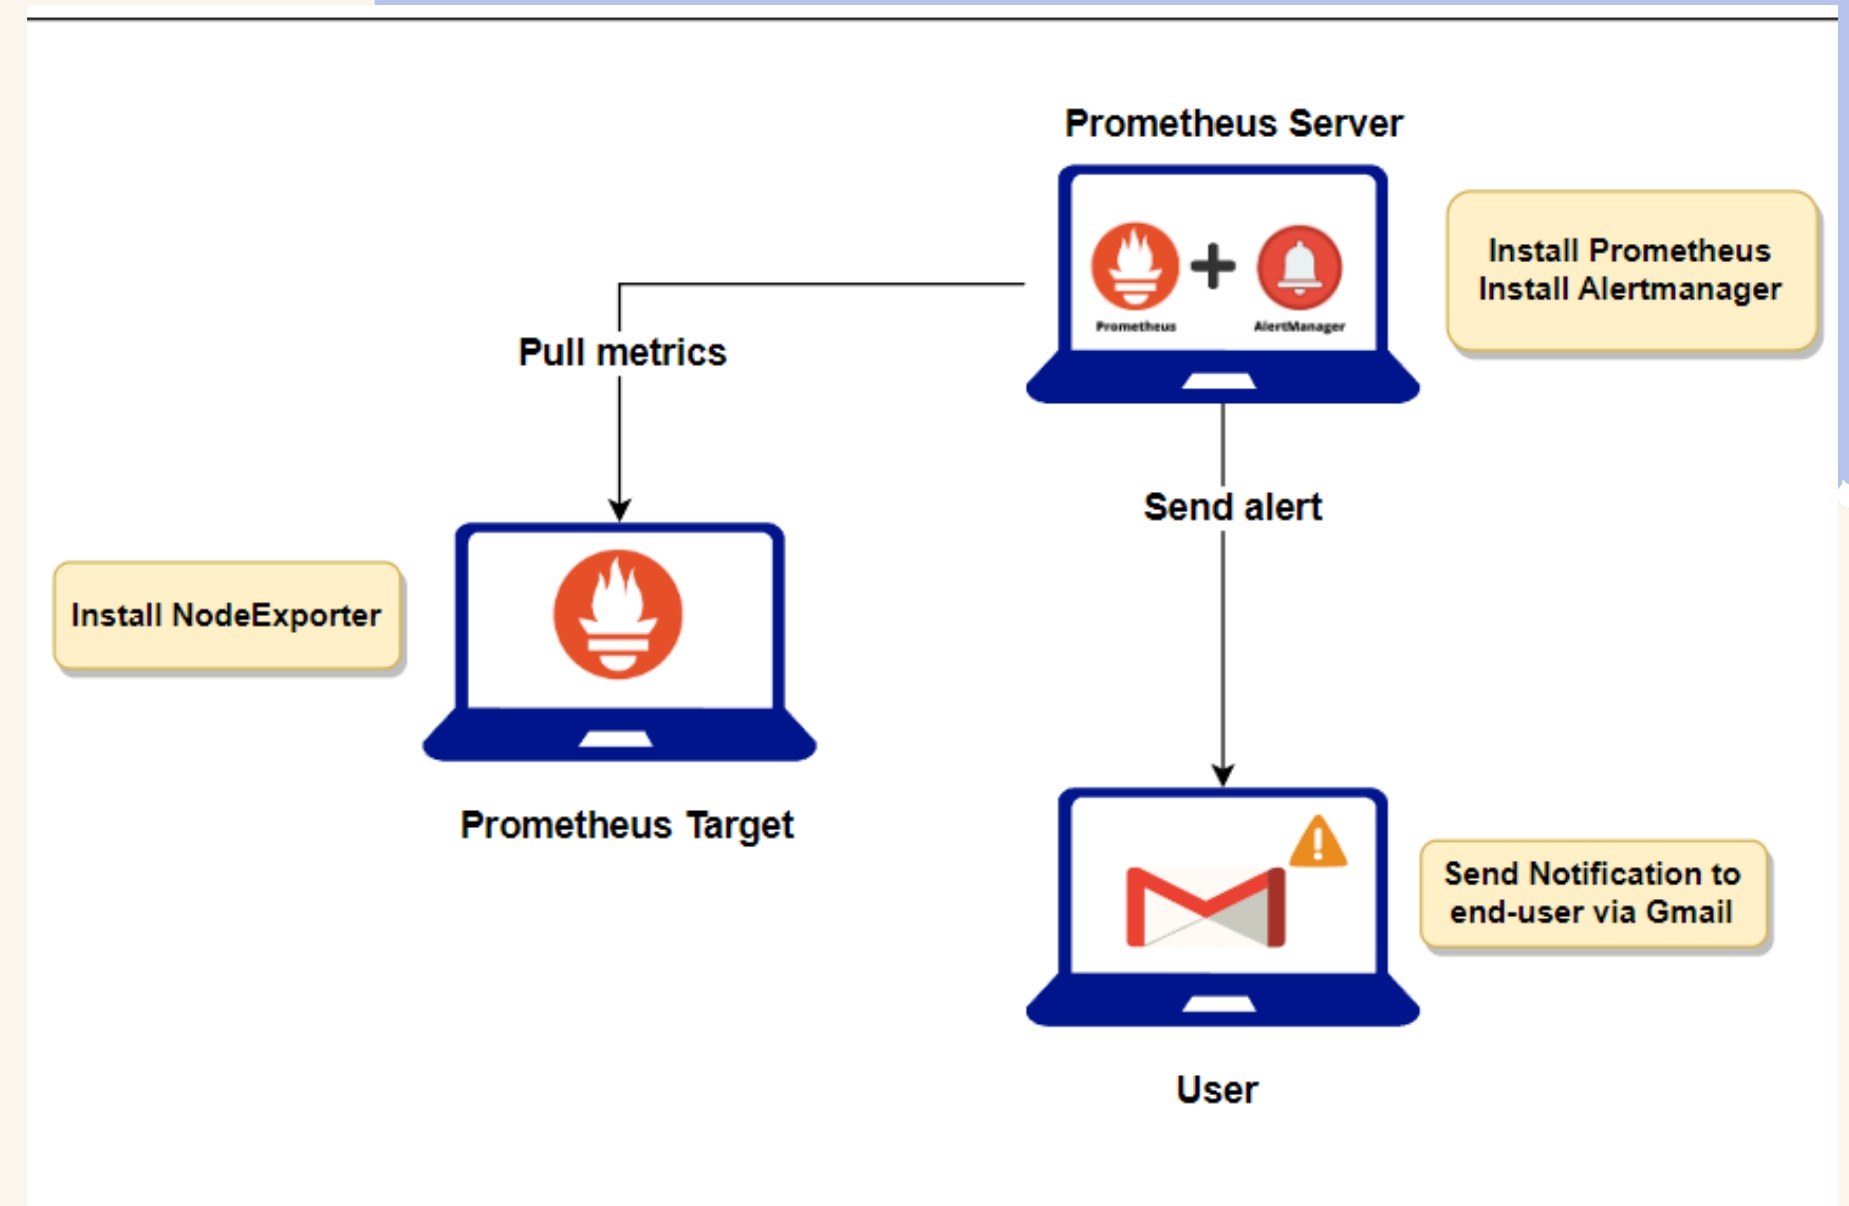 Prometheus Server
Prometheus
AlertManager
Install Prometheus
Install Alertmanager
Pull metrics
Send alert
Install NodeExporter
Prometheus Target
Send Notification to
end-user via Gmail
User